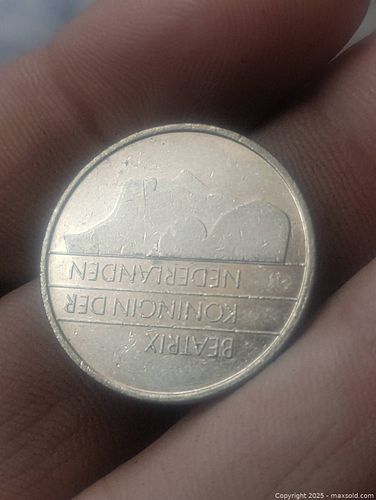 BEATRIX
KONINGIN DER
NEDERLANDEN
Copyright 2025 - maxsold.com